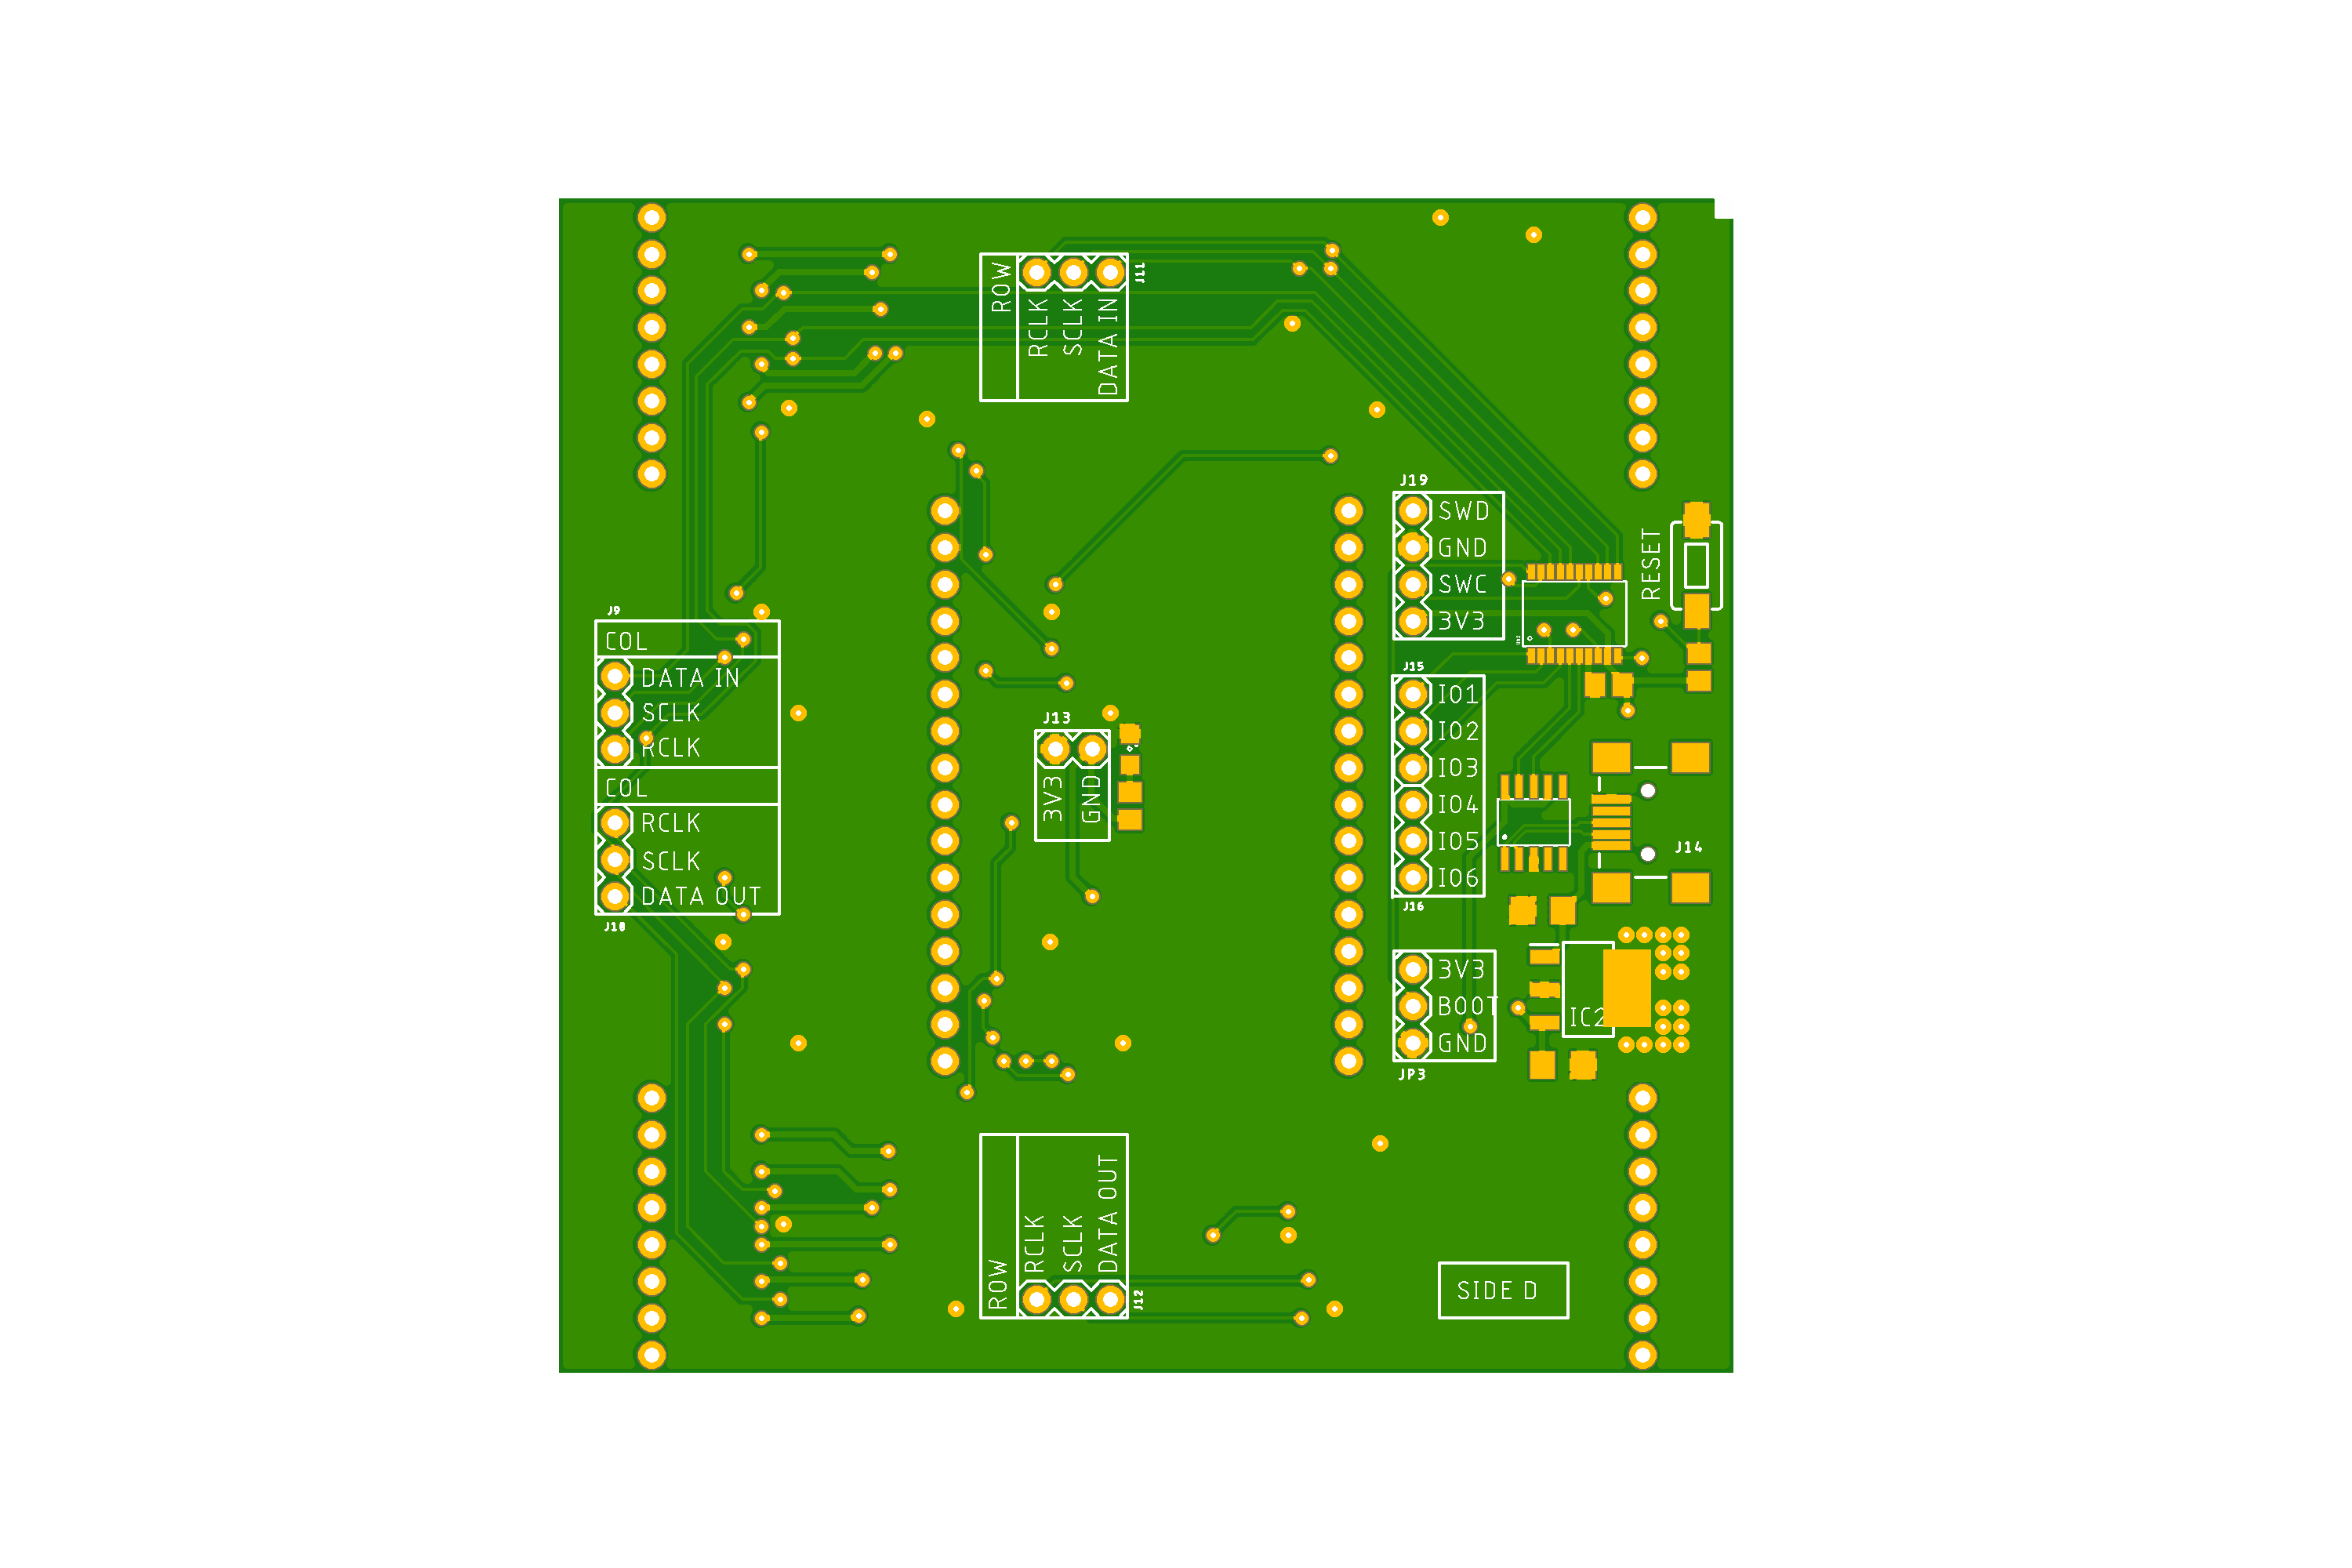 ROW
RCLK
SCLK
DATA IN
J11
J19
SWD
GND
SWC
3V3
RESET
J9
COL
DATA IN
SCLK
RCLK
COL
RCLK
SCLK
DATA OUT
J10
J13
3V3
GND
J15
IO1
IO2
IO3
IO4
IO5
IO6
J16
J14
3V3
BOOT
GND
JP3
IC2
ROW
RCLK
SCLK
DATA OUT
J12
SIDE D